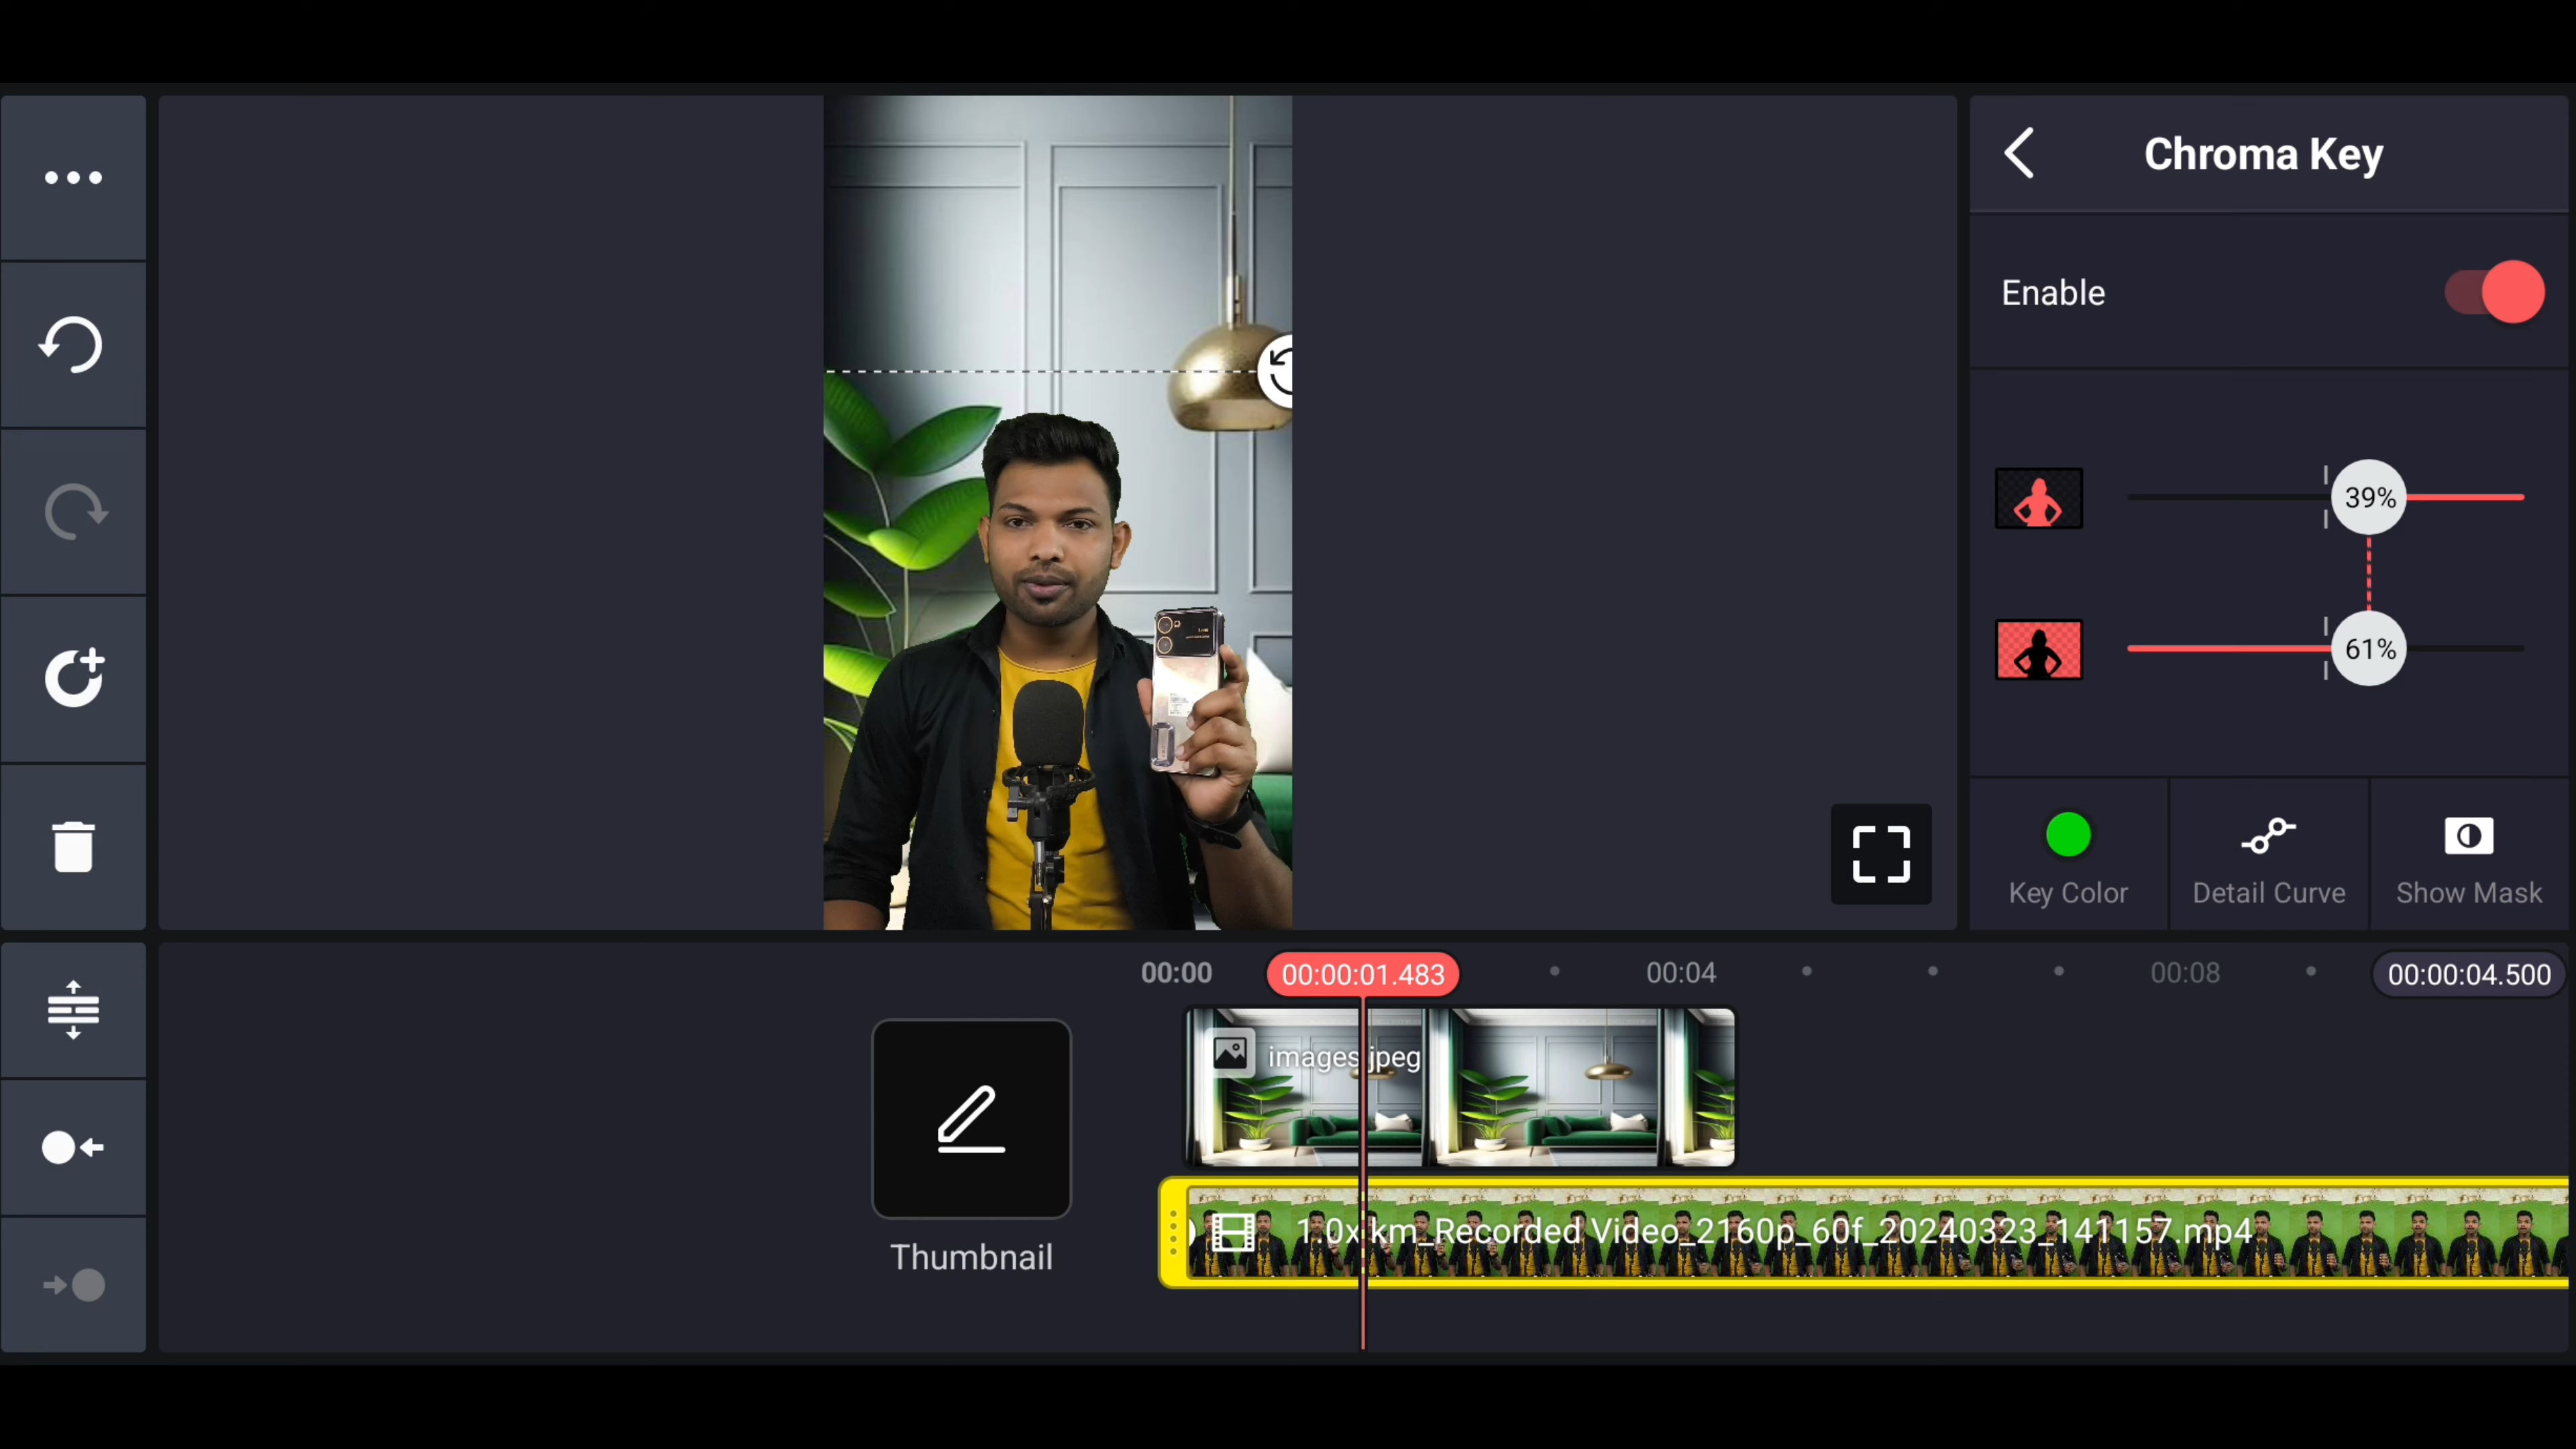 Chroma Key
Enable
39%
61%
Key Color
Detail Curve
Show Mask
00:00
00:00:01.483
00:04
00:08
00:00:04.500
images.jpeg
1.0x km_Recorded Video_2160p_60f_20240323_141157.mp4
Thumbnail